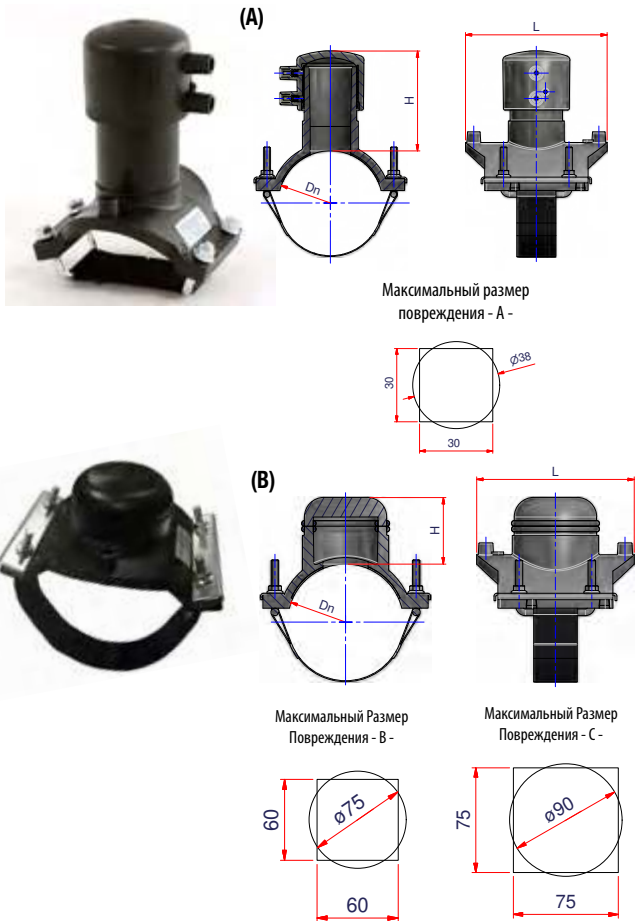 (A)
L
H
Dn
Максимальный размер
повреждения - А -
30
Ø38
30
(B)
L
H
Dn
Максимальный Размер
Повреждения - В -
Максимальный Размер
Повреждения - С -
60
ø75
60
75
ø90
75